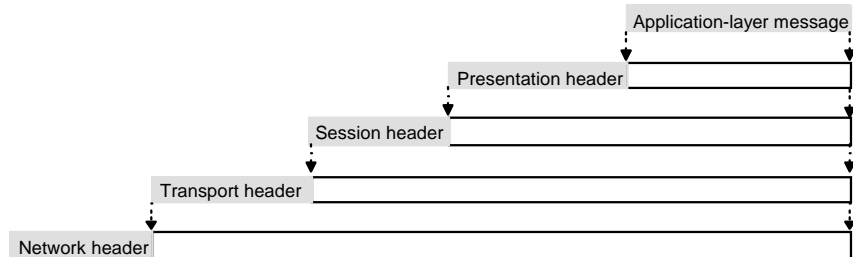 Application-layer message
Presentation header
Session header
Transport header
Network header